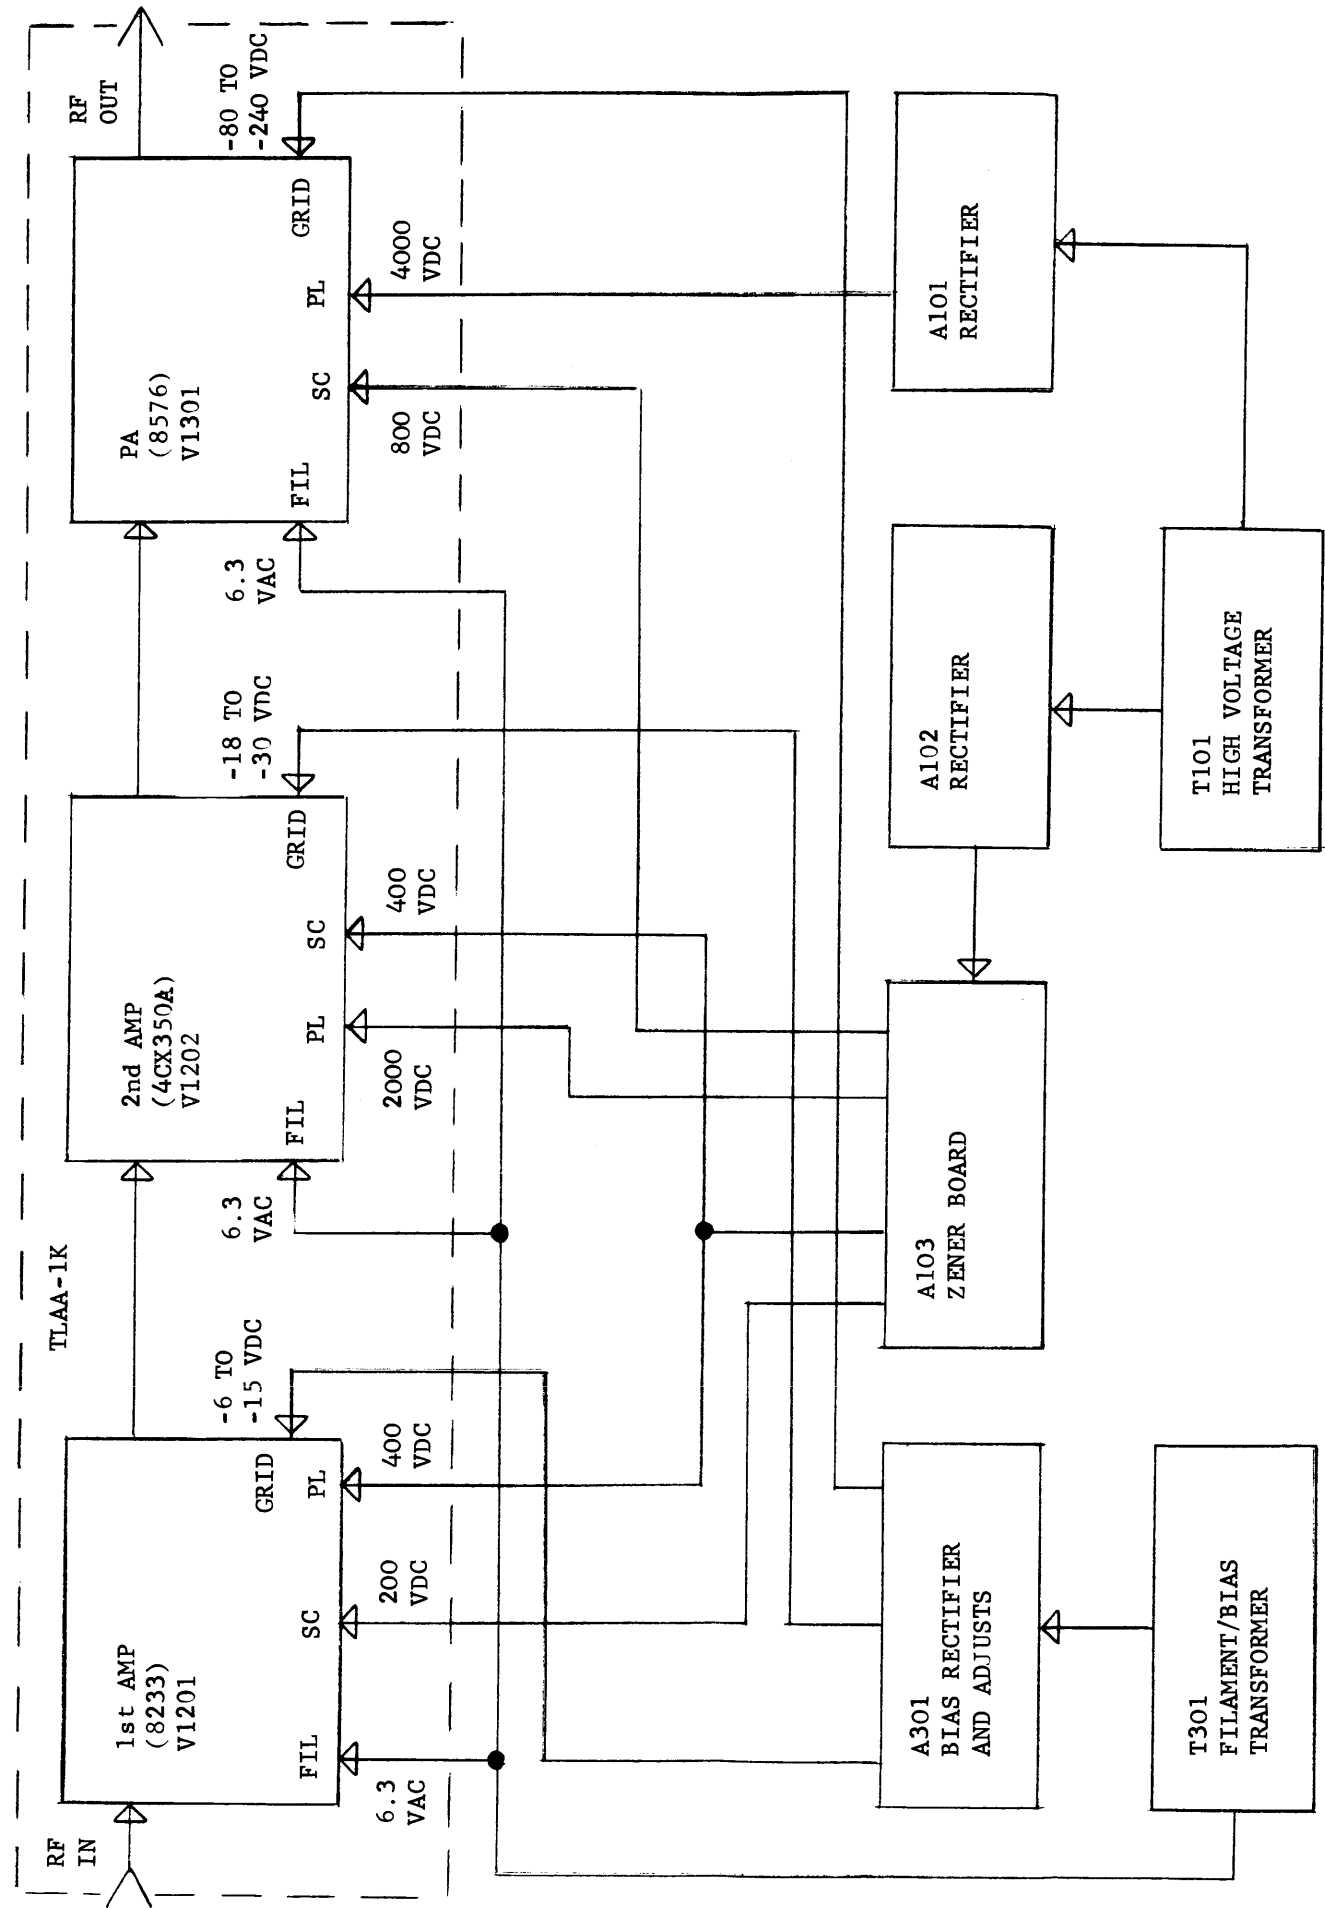 RF
IN
1st AMP
(8233)
V1201
FIL
SC
PL
GRID
6.3
VAC
200
VDC
400
VDC
-6 TO
-15 VDC
TLAA-1K
2nd AMP
(4CX350A)
V1202
FIL
PL
SC
GRID
6.3
VAC
2000
VDC
400
VDC
-18 TO
-30 VDC
PA
(8576)
V1301
FIL
SC
PL
GRID
6.3
VAC
800
VDC
4000
VDC
-80 TO
-240 VDC
RF
OUT
A301
BIAS RECTIFIER
AND ADJUSTS
A103
ZENER BOARD
A102
RECTIFIER
A101
RECTIFIER
T301
FILAMENT/BIAS
TRANSFORMER
T101
HIGH VOLTAGE
TRANSFORMER